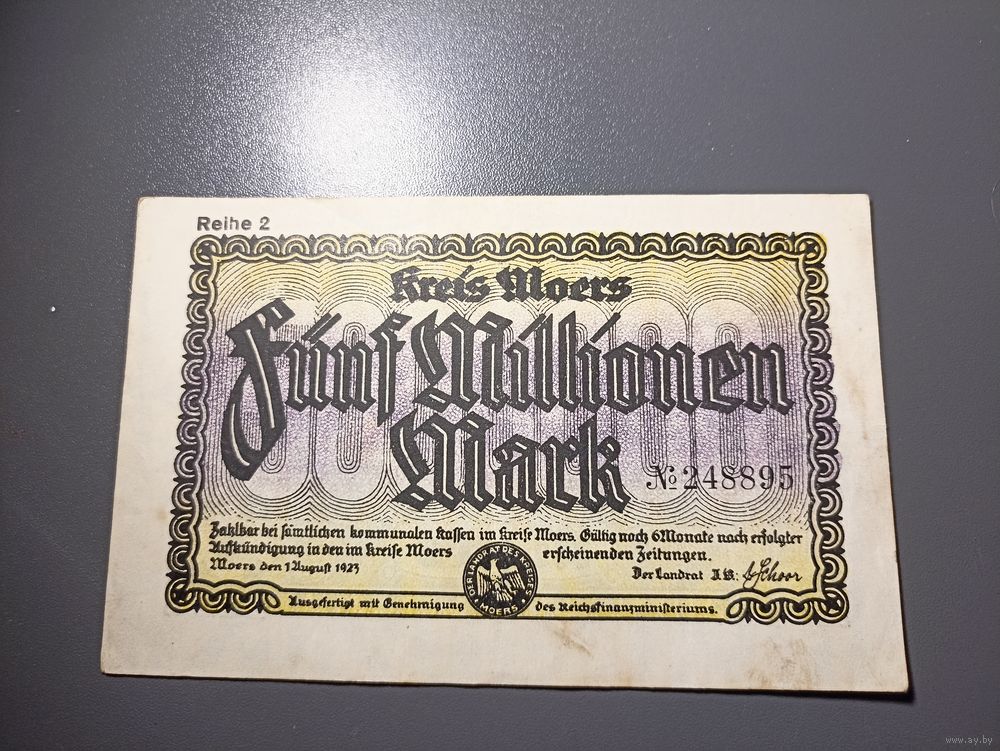 Reihe 2
Kreis Moers
Fünf Millionen
Mark
№ 248895
Zahlbar bei sämtlichen kommunalen Kassen im Kreise Moers. Gültig noch 6 Monate nach erfolgter
Aufkündigung in den im Kreise Moers erscheinenden Zeitungen.
Moers den 1 August 1923
Der Landrat I.V.:
DER LANDRAT DES KREISES
MOERS
Ausgefertigt mit Genehmigung des Reichsfinanzministeriums.
www.ay.by